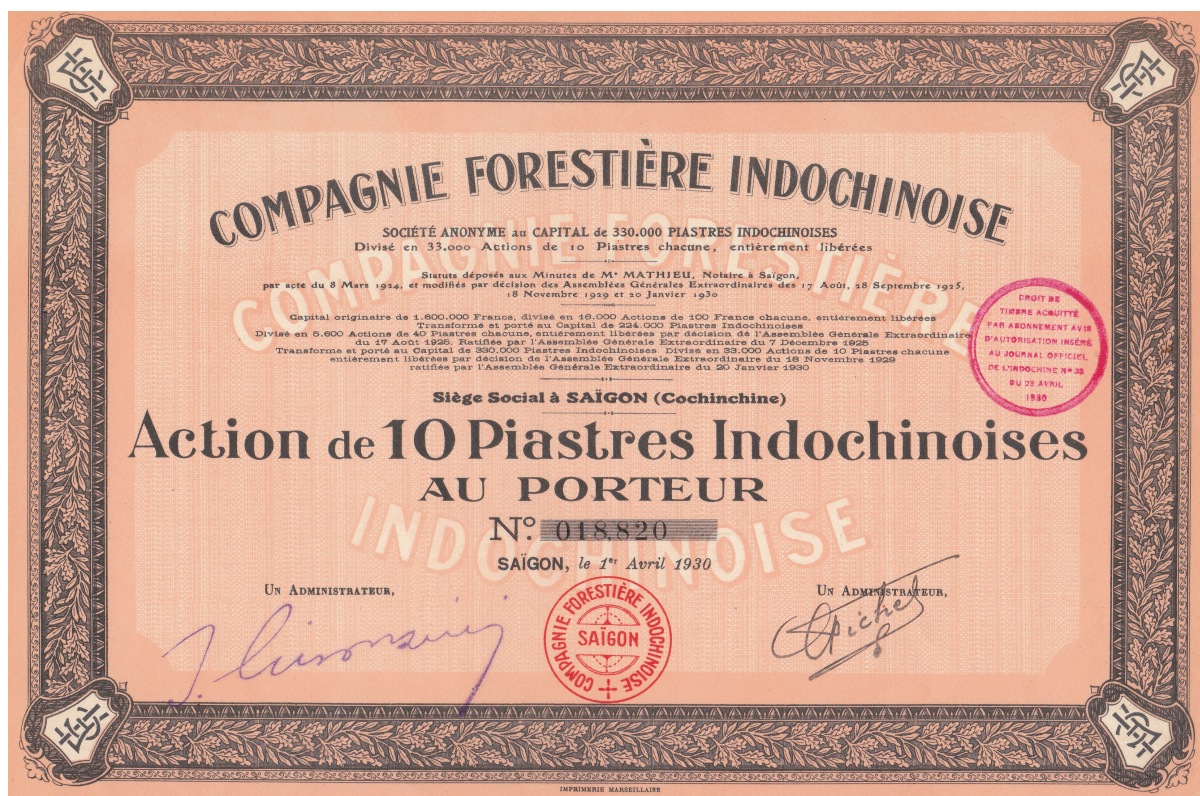 COMPAGNIE FORESTIÈRE INDOCHINOISE
SOCIÉTÉ ANONYME au CAPITAL de 330.000 PIASTRES INDOCHINOISES
Divisé en 33.000 Actions de 10 Piastres chacune, entièrement libérées
Statuts déposés aux Minutes de Mᵉ MATHIEU, Notaire à Saïgon,
par acte du 8 Mars 1924, et modifiés par décision des Assemblées Générales Extraordinaires des 17 Août, 28 Septembre 1925,
18 Novembre 1929 et 20 Janvier 1930
Capital originaire de 1.600.000 Francs, divisé en 16.000 Actions de 100 Francs chacune, entièrement libérées
Transformé et porté au Capital de 224.000 Piastres Indochinoises
Divisé en 5.600 Actions de 40 Piastres chacune, entièrement libérées par décision de l'Assemblée Générale Extraordinaire
du 17 Août 1925. Ratifiée par l'Assemblée Générale Extraordinaire du 7 Décembre 1925
Transforme et porté au Capital de 330.000 Piastres Indochinoises. Divisé en 33.000 Actions de 10 Piastres chacune
entièrement libérées par décision de l'Assemblée Générale Extraordinaire du 18 Novembre 1929
ratifiée par l'Assemblée Générale Extraordinaire du 20 Janvier 1930
DROIT DE
TIMBRE ACQUITTÉ
PAR ABONNEMENT AVIS
D'AUTORISATION INSÉRÉ
AU JOURNAL OFFICIEL
DE L'INDOCHINE Nº 33
DU 23 AVRIL
1930
Siège Social à SAÏGON (Cochinchine)
Action de 10 Piastres Indochinoises
AU PORTEUR
Nº 018,820
SAÏGON, le 1ᵉʳ Avril 1930
UN ADMINISTRATEUR,
UN ADMINISTRATEUR,
COMPAGNIE FORESTIÈRE INDOCHINOISE
SAÏGON
COMPAGNIE FORESTIÈRE
INDOCHINOISE
IMPRIMERIE MARSEILLAISE